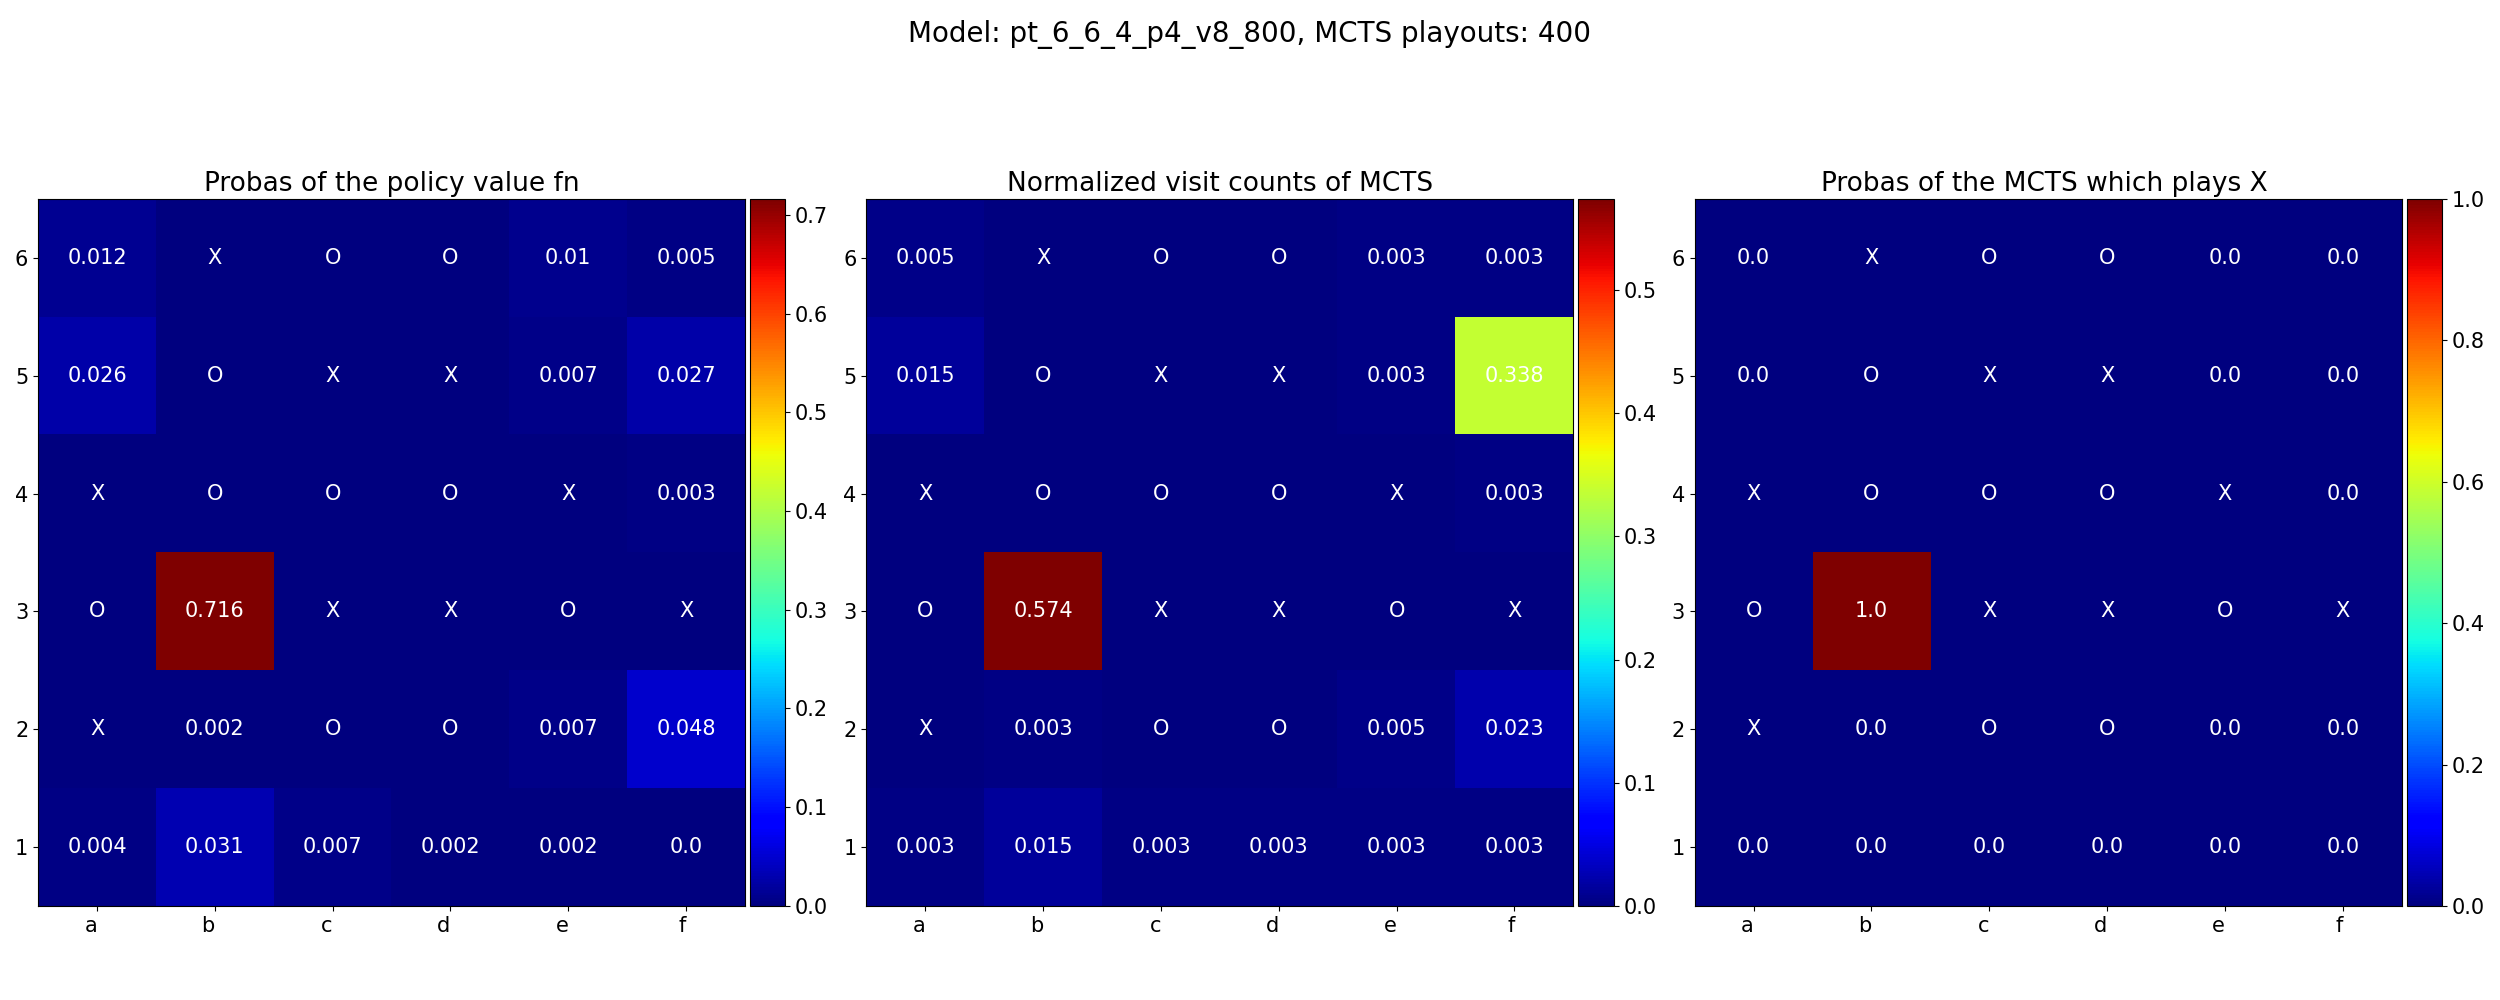 Model: pt_6_6_4_p4_v8_800, MCTS playouts: 400
Probas of the policy value fn
6 0.012 X O O 0.01 0.005
5 0.026 O X X 0.007 0.027
4 X O O O X 0.003
3 O 0.716 X X O X
2 X 0.002 O O 0.007 0.048
1 0.004 0.031 0.007 0.002 0.002 0.0
a b c d e f
0.7
0.6
0.5
0.4
0.3
0.2
0.1
0.0
Normalized visit counts of MCTS
6 0.005 X O O 0.003 0.003
5 0.015 O X X 0.003 0.338
4 X O O O X 0.003
3 O 0.574 X X O X
2 X 0.003 O O 0.005 0.023
1 0.003 0.015 0.003 0.003 0.003 0.003
a b c d e f
0.5
0.4
0.3
0.2
0.1
0.0
Probas of the MCTS which plays X
6 0.0 X O O 0.0 0.0
5 0.0 O X X 0.0 0.0
4 X O O O X 0.0
3 O 1.0 X X O X
2 X 0.0 O O 0.0 0.0
1 0.0 0.0 0.0 0.0 0.0 0.0
a b c d e f
1.0
0.8
0.6
0.4
0.2
0.0